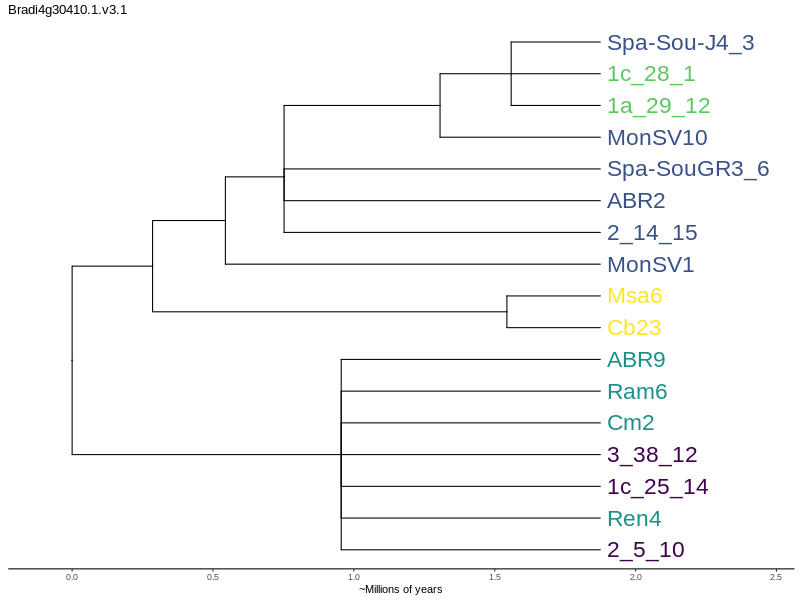 Bradi4g30410.1.v3.1
Spa-Sou-J4_3
1c_28_1
1a_29_12
MonSV10
Spa-SouGR3_6
ABR2
2_14_15
MonSV1
Msa6
Cb23
ABR9
Ram6
Cm2
3_38_12
1c_25_14
Ren4
2_5_10
0.0 0.5 1.0 1.5 2.0 2.5
~Millions of years